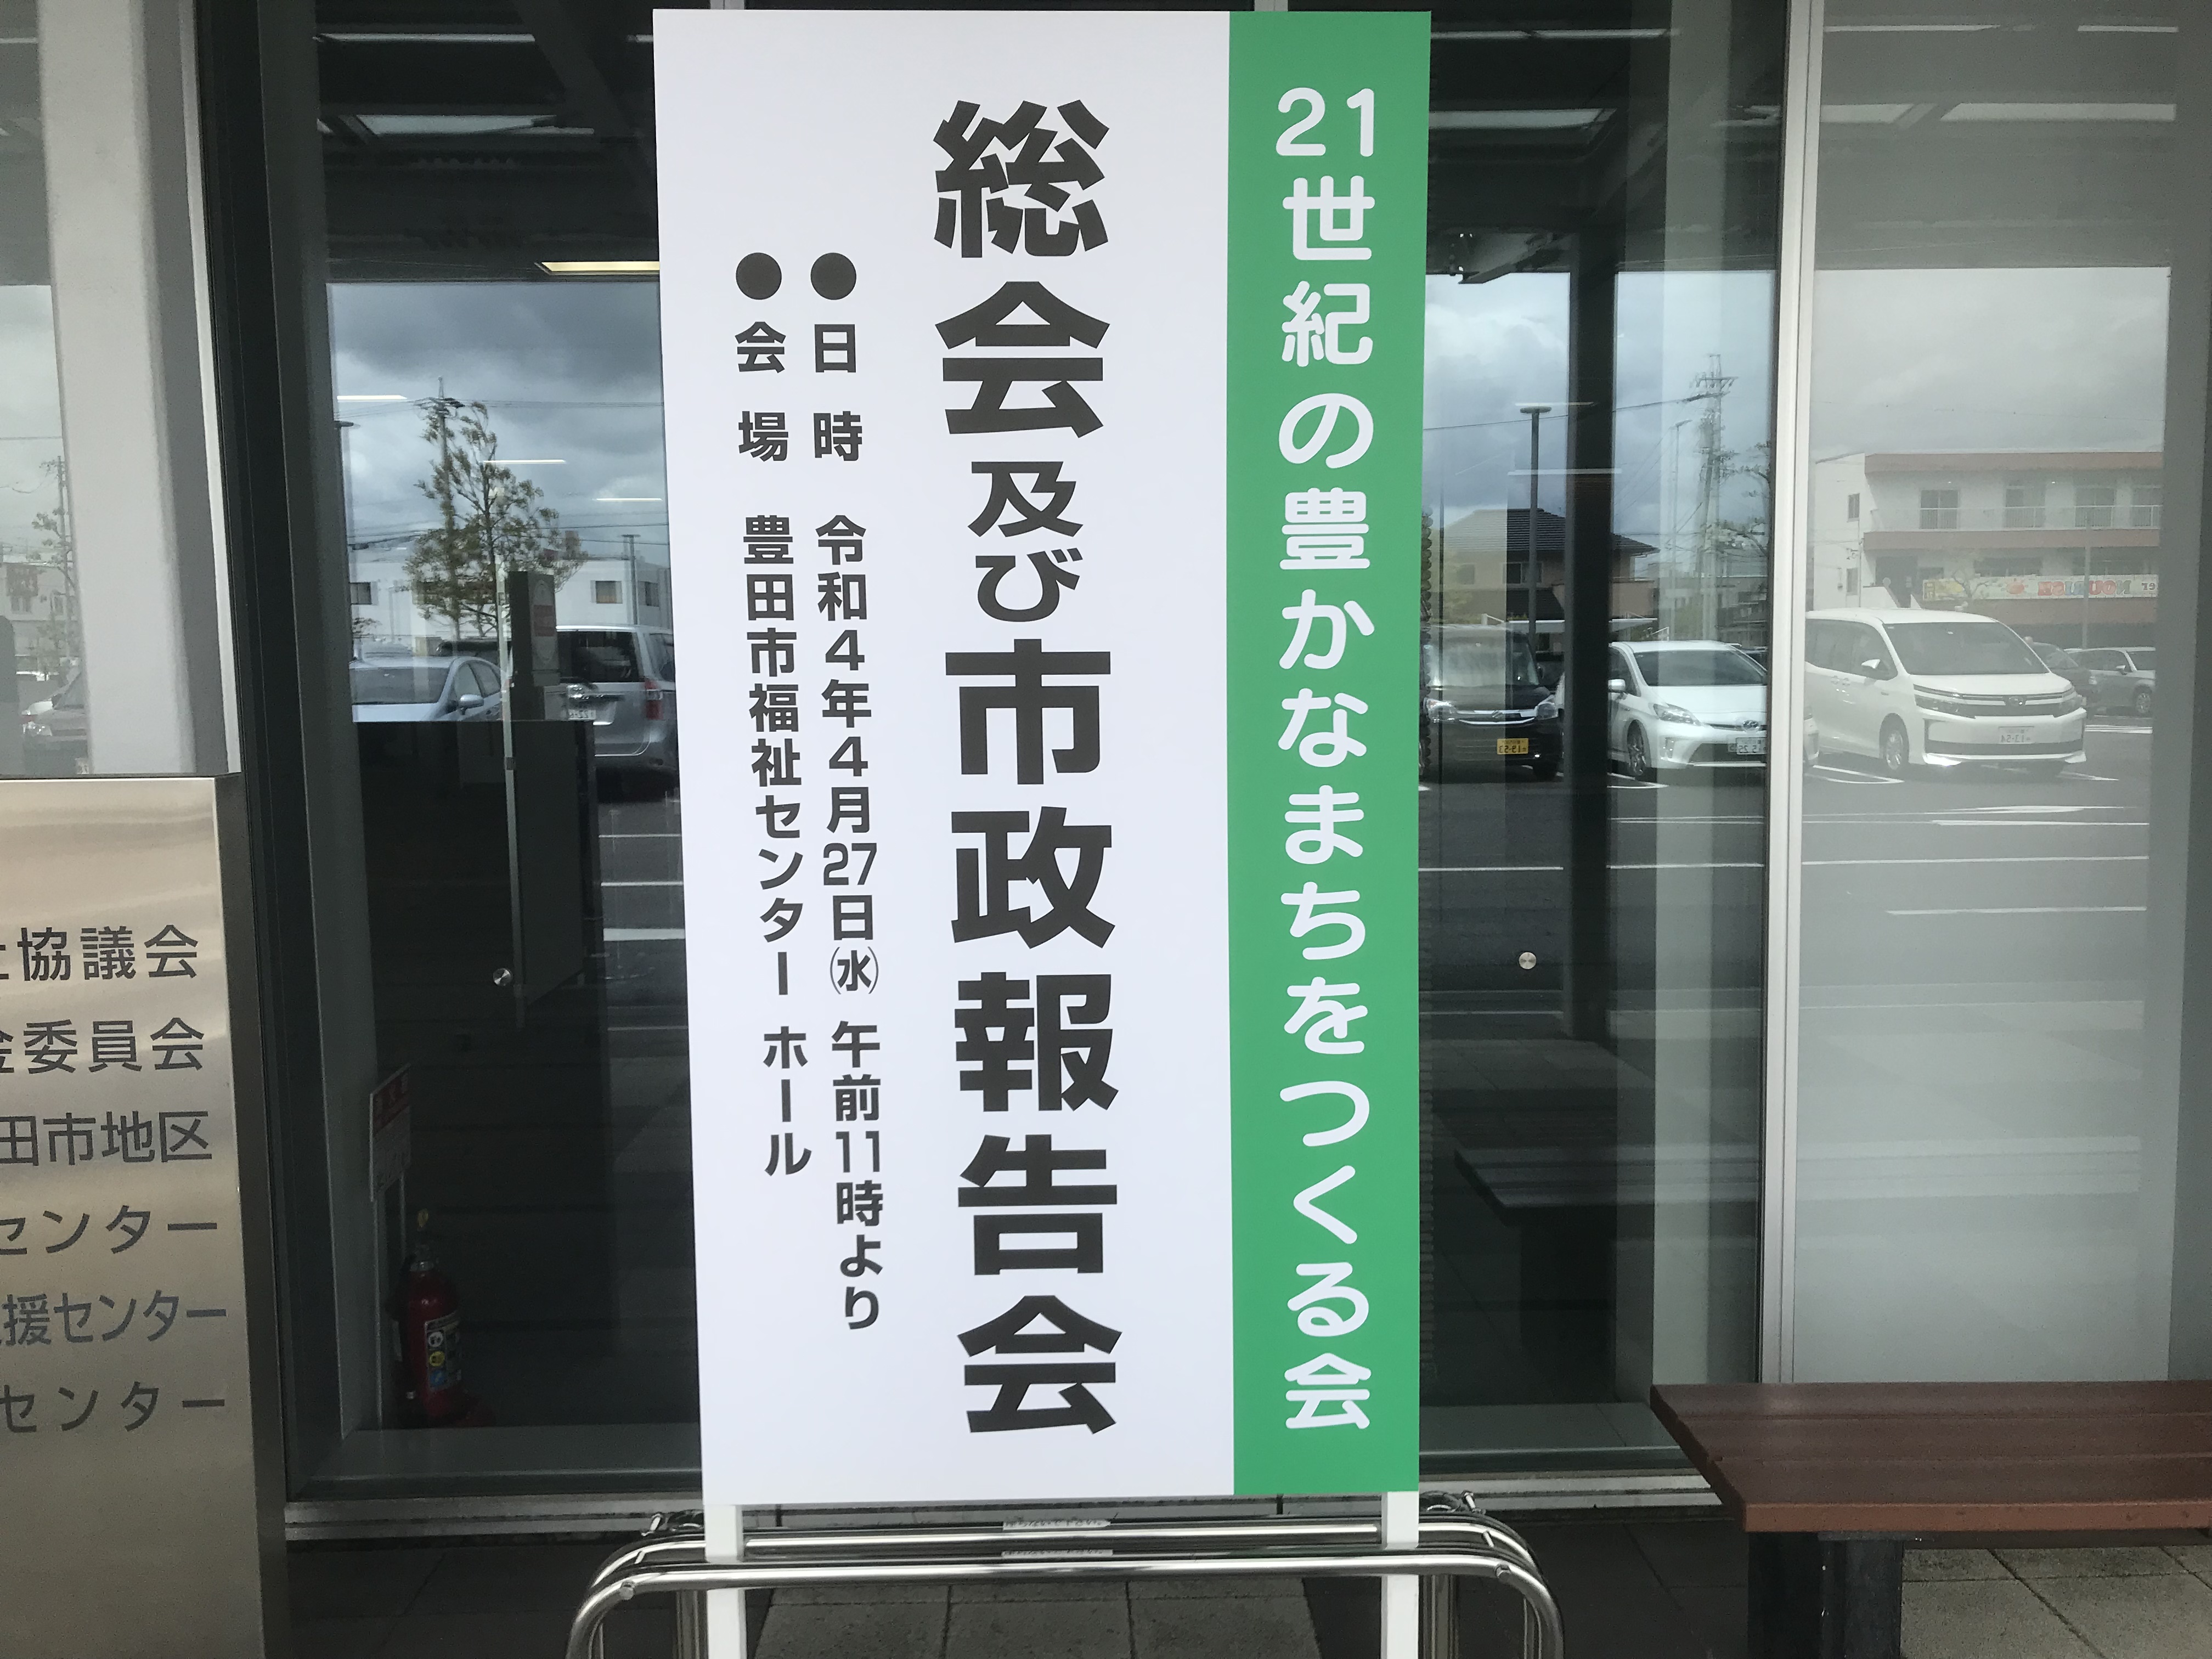 21世紀の豊かなまちをつくる会
総会及び市政報告会
●日時 令和4年4月27日㈬ 午前11時より
●会場 豊田市福祉センター ホール
協議会
委員会
田市地区
センター
援センター
センター